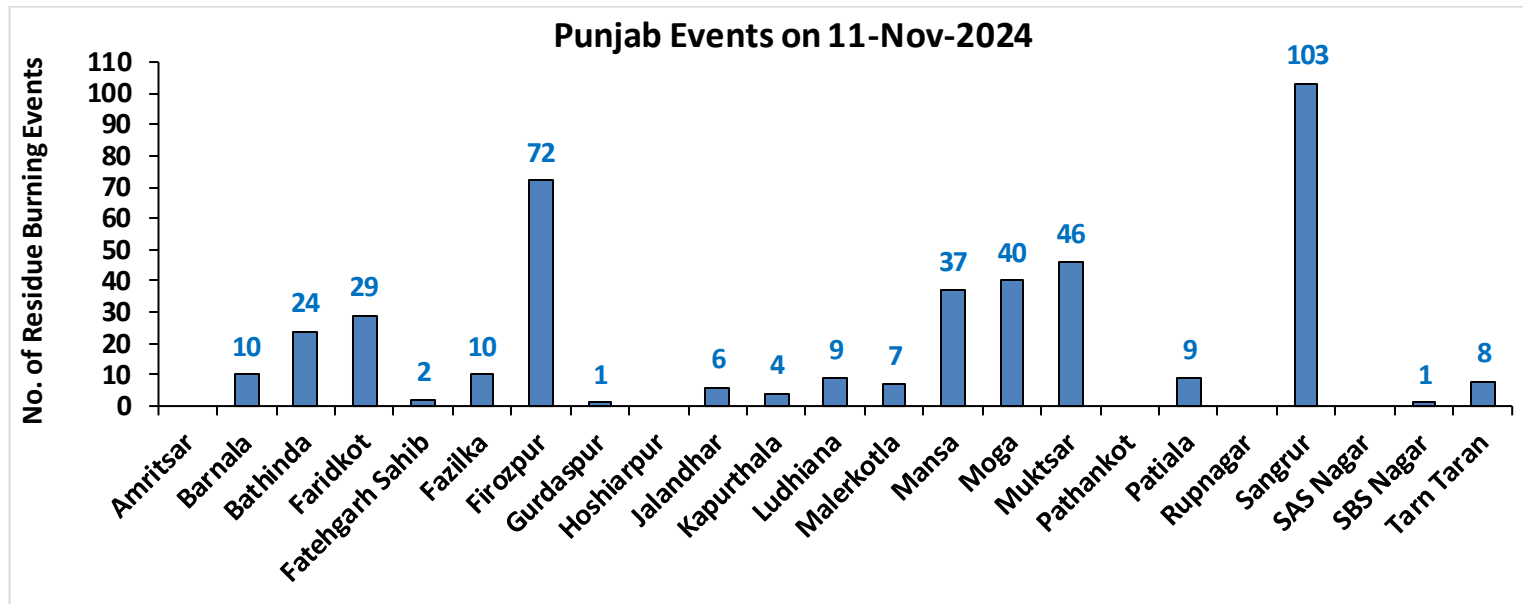 Punjab Events on 11-Nov-2024
No. of Residue Burning Events
110
100
90
80
70
60
50
40
30
20
10
0
10
24
29
2
10
72
1
6
4
9
7
37
40
46
9
103
1
8
Amritsar
Barnala
Bathinda
Faridkot
Fatehgarh Sahib
Fazilka
Firozpur
Gurdaspur
Hoshiarpur
Jalandhar
Kapurthala
Ludhiana
Malerkotla
Mansa
Moga
Muktsar
Pathankot
Patiala
Rupnagar
Sangrur
SAS Nagar
SBS Nagar
Tarn Taran